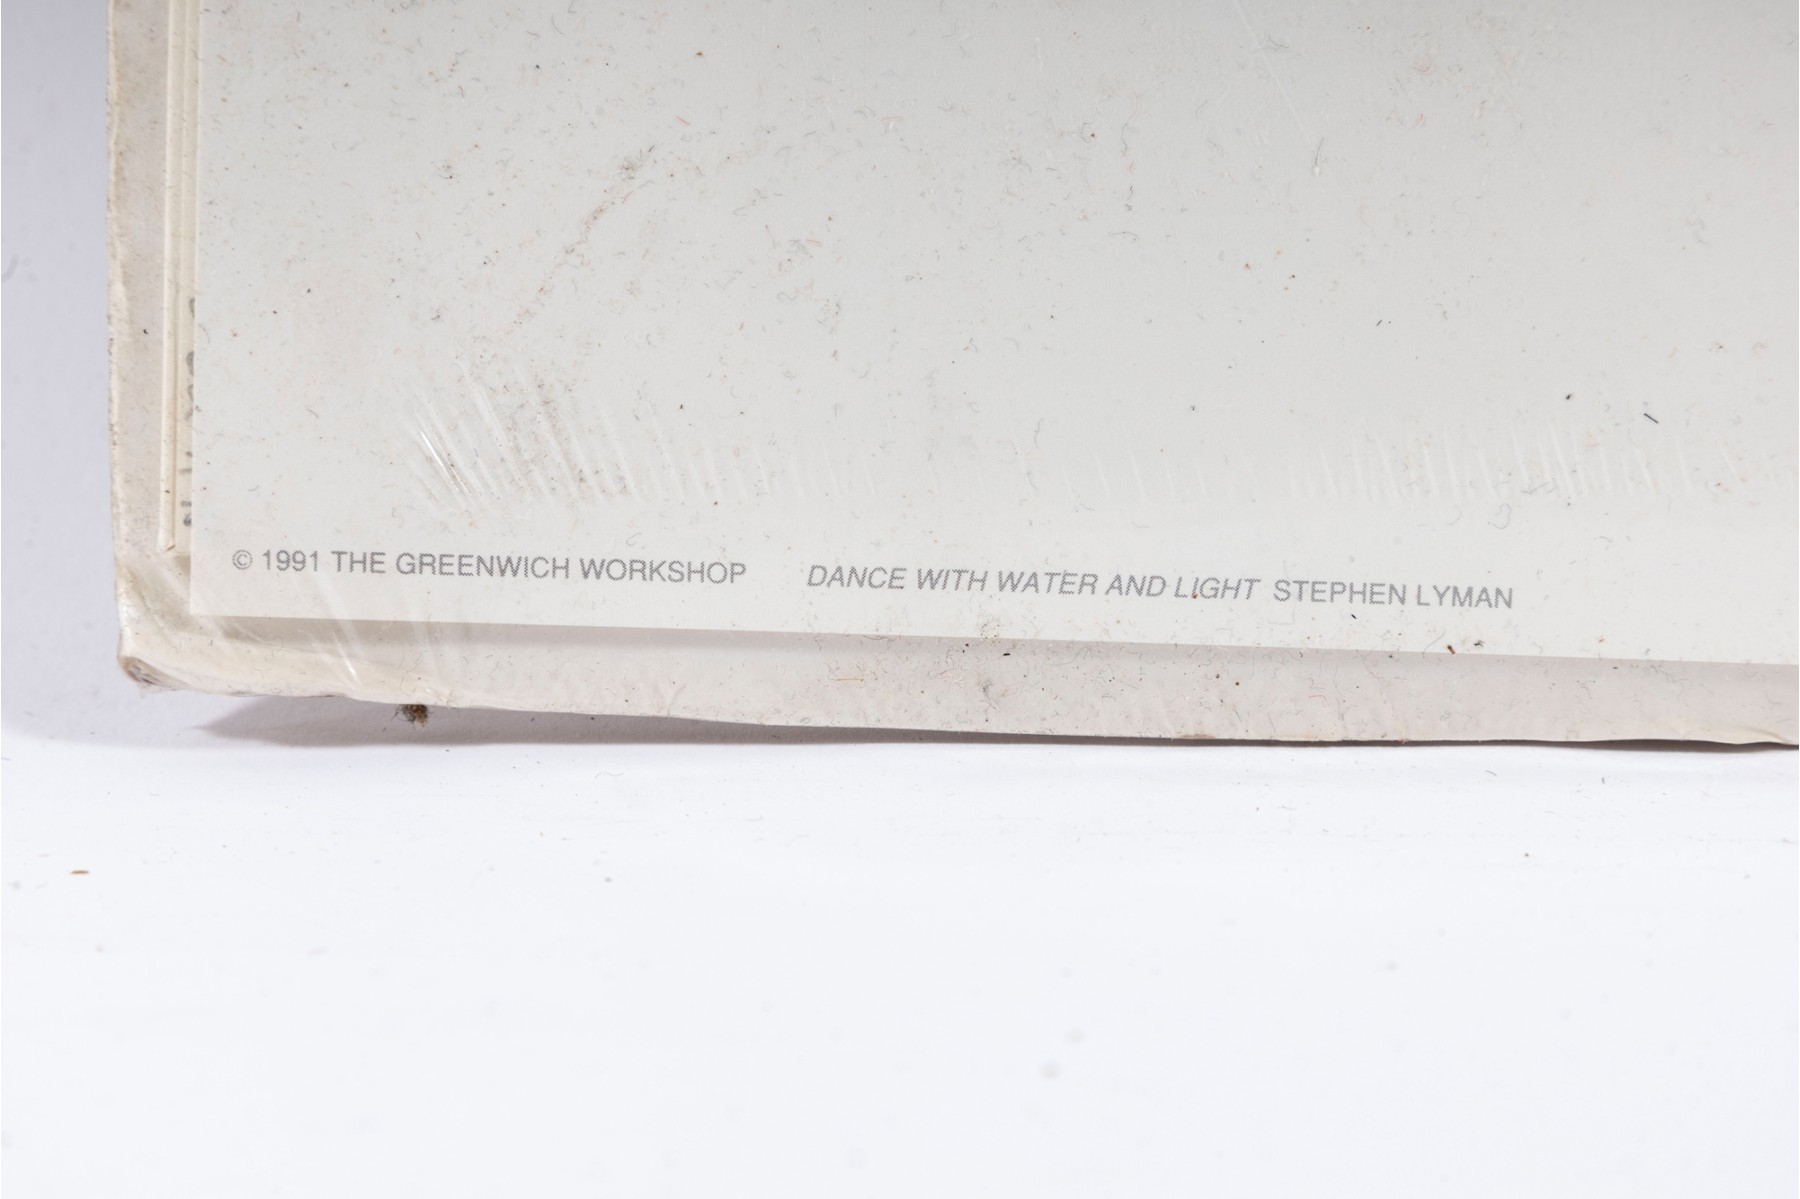 © 1991 THE GREENWICH WORKSHOP DANCE WITH WATER AND LIGHT STEPHEN LYMAN